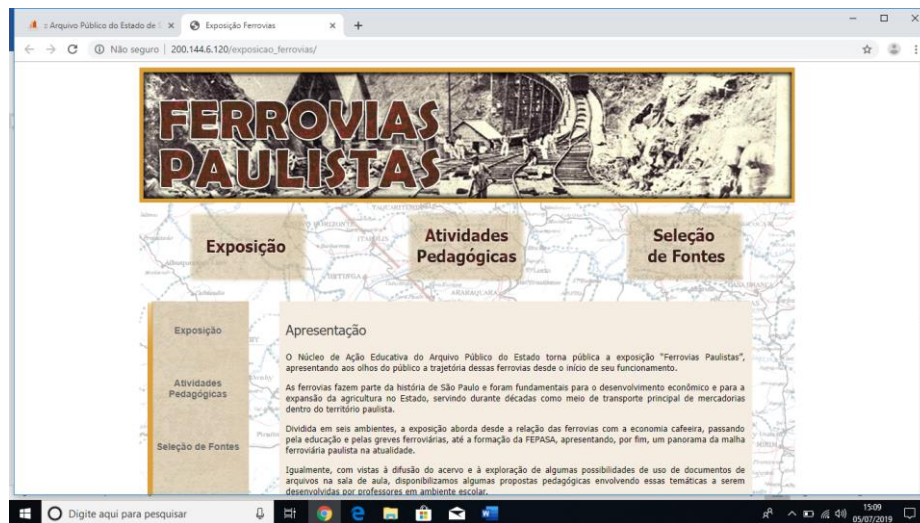 : Arquivo Público do Estado de S
Exposição Ferrovias
Não seguro | 200.144.6.120/exposicao_ferrovias/
FERROVIAS
PAULISTAS
Exposição
Atividades
Pedagógicas
Seleção
de Fontes
ITAPOLIS
IBITINGA
ARARAQUARA
Exposição
Atividades
Pedagógicas
Seleção de Fontes
Apresentação
O Núcleo de Ação Educativa do Arquivo Público do Estado torna pública a exposição "Ferrovias Paulistas",
apresentando aos olhos do público a trajetória dessas ferrovias desde o início de seu funcionamento.
As ferrovias fazem parte da história de São Paulo e foram fundamentais para o desenvolvimento econômico e para a
expansão da agricultura no Estado, servindo durante décadas como meio de transporte principal de mercadorias
dentro do território paulista.
Dividida em seis ambientes, a exposição aborda desde a relação das ferrovias com a economia cafeeira, passando
pela educação e pelas greves ferroviárias, até a formação da FEPASA, apresentando, por fim, um panorama da malha
ferroviária paulista na atualidade.
Igualmente, com vistas à difusão do acervo e à exploração de algumas possibilidades de uso de documentos de
arquivos na sala de aula, disponibilizamos algumas propostas pedagógicas envolvendo essas temáticas a serem
desenvolvidas por professores em ambiente escolar.
Digite aqui para pesquisar
15:09
05/07/2019